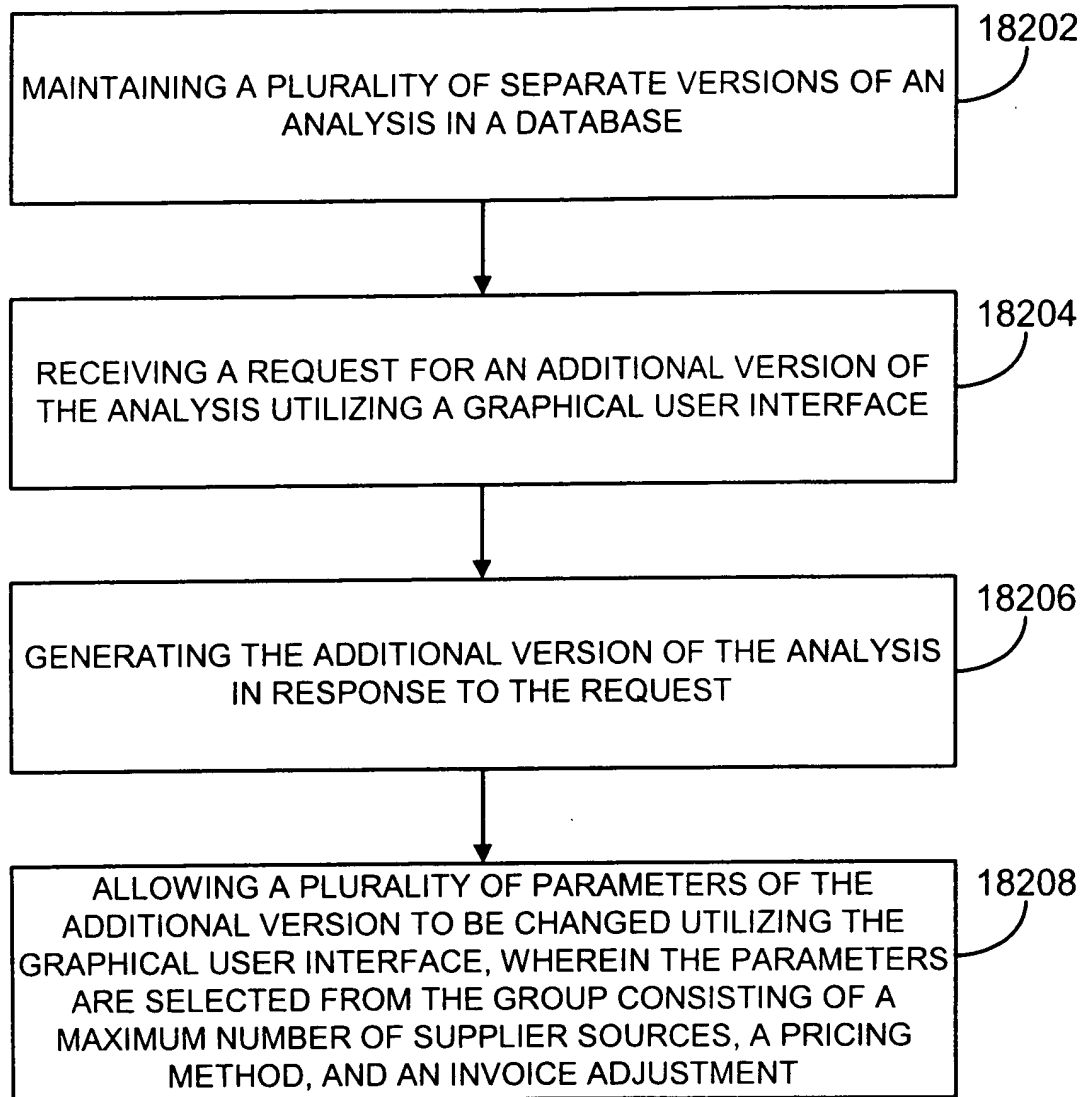 18202
MAINTAINING A PLURALITY OF SEPARATE VERSIONS OF AN
ANALYSIS IN A DATABASE
18204
RECEIVING A REQUEST FOR AN ADDITIONAL VERSION OF
THE ANALYSIS UTILIZING A GRAPHICAL USER INTERFACE
18206
GENERATING THE ADDITIONAL VERSION OF THE ANALYSIS
IN RESPONSE TO THE REQUEST
18208
ALLOWING A PLURALITY OF PARAMETERS OF THE
ADDITIONAL VERSION TO BE CHANGED UTILIZING THE
GRAPHICAL USER INTERFACE, WHEREIN THE PARAMETERS
ARE SELECTED FROM THE GROUP CONSISTING OF A
MAXIMUM NUMBER OF SUPPLIER SOURCES, A PRICING
METHOD, AND AN INVOICE ADJUSTMENT